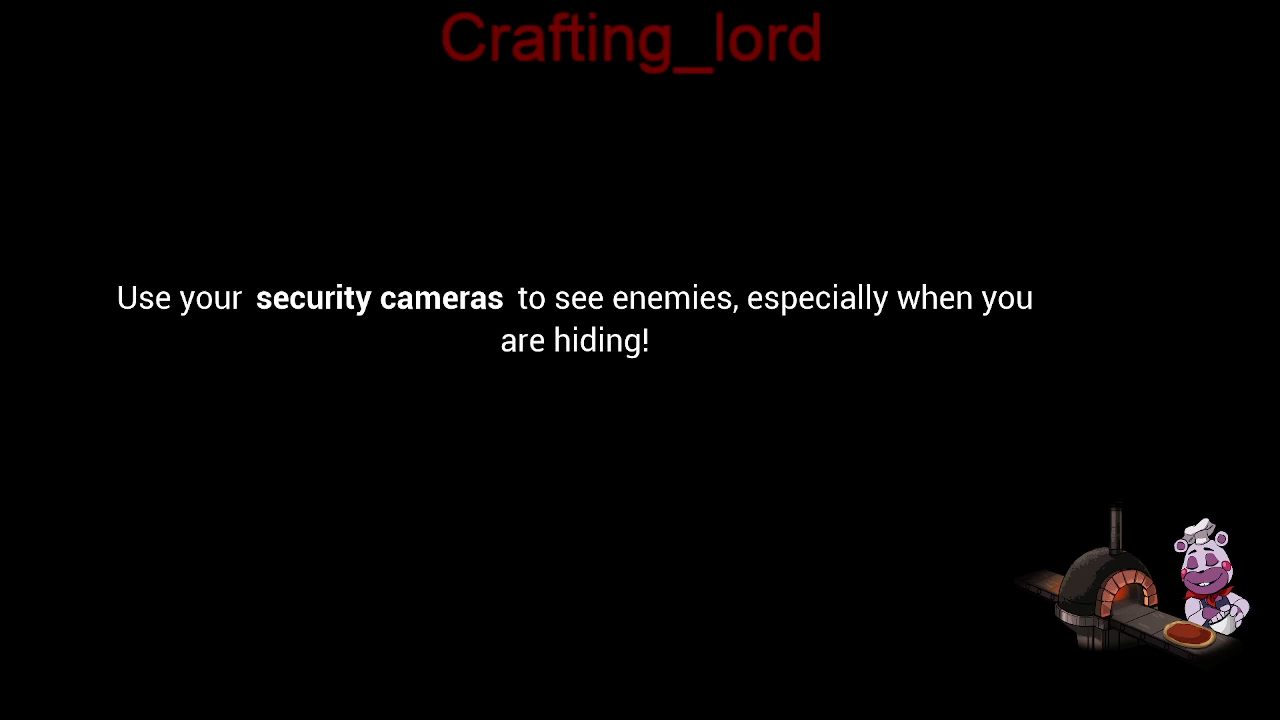 Crafting_lord
Use your security cameras to see enemies, especially when you
are hiding!